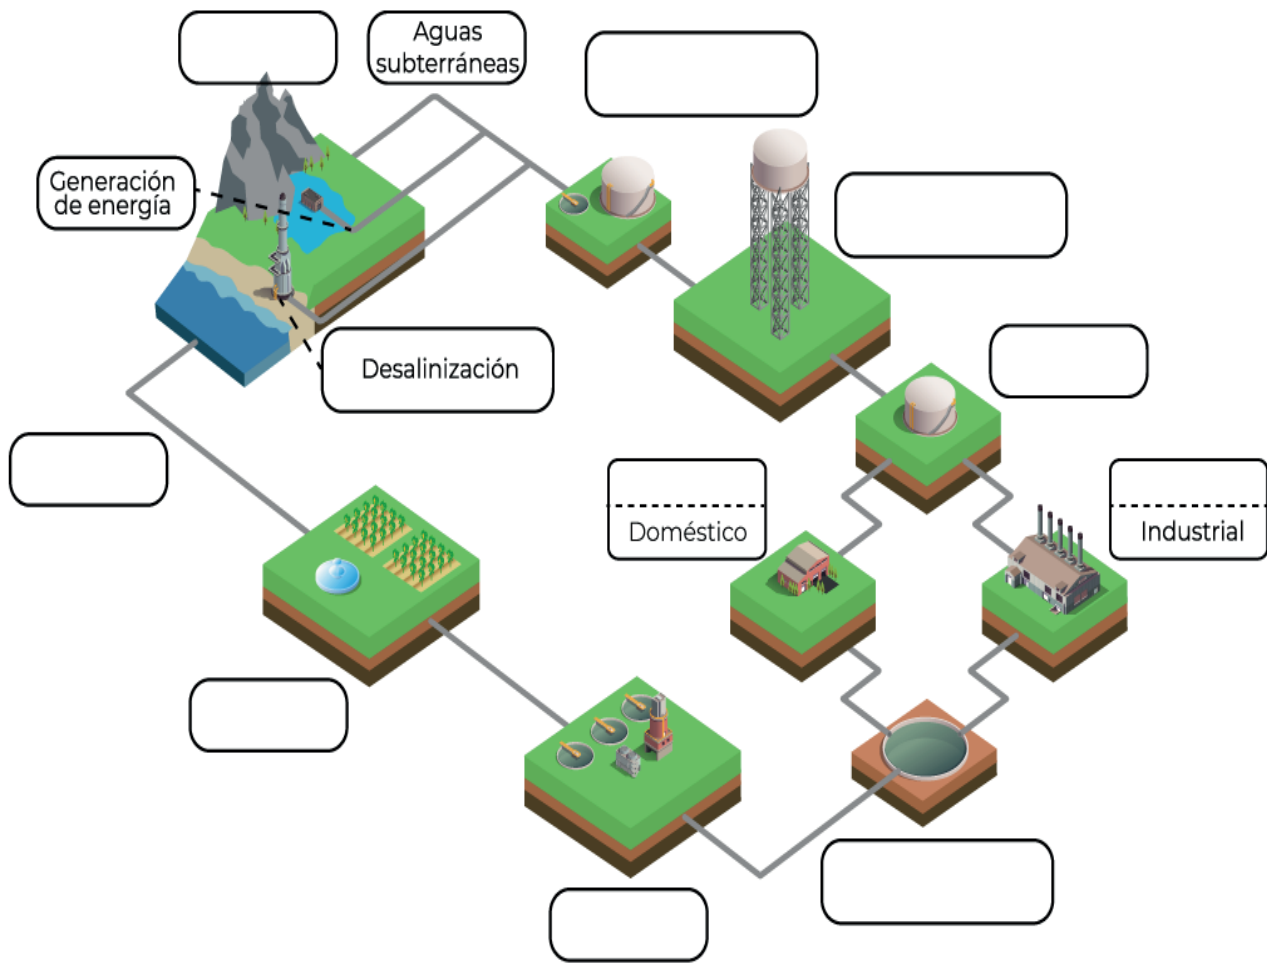 Aguas
subterráneas
Generación
de energía
Desalinización
Doméstico
Industrial